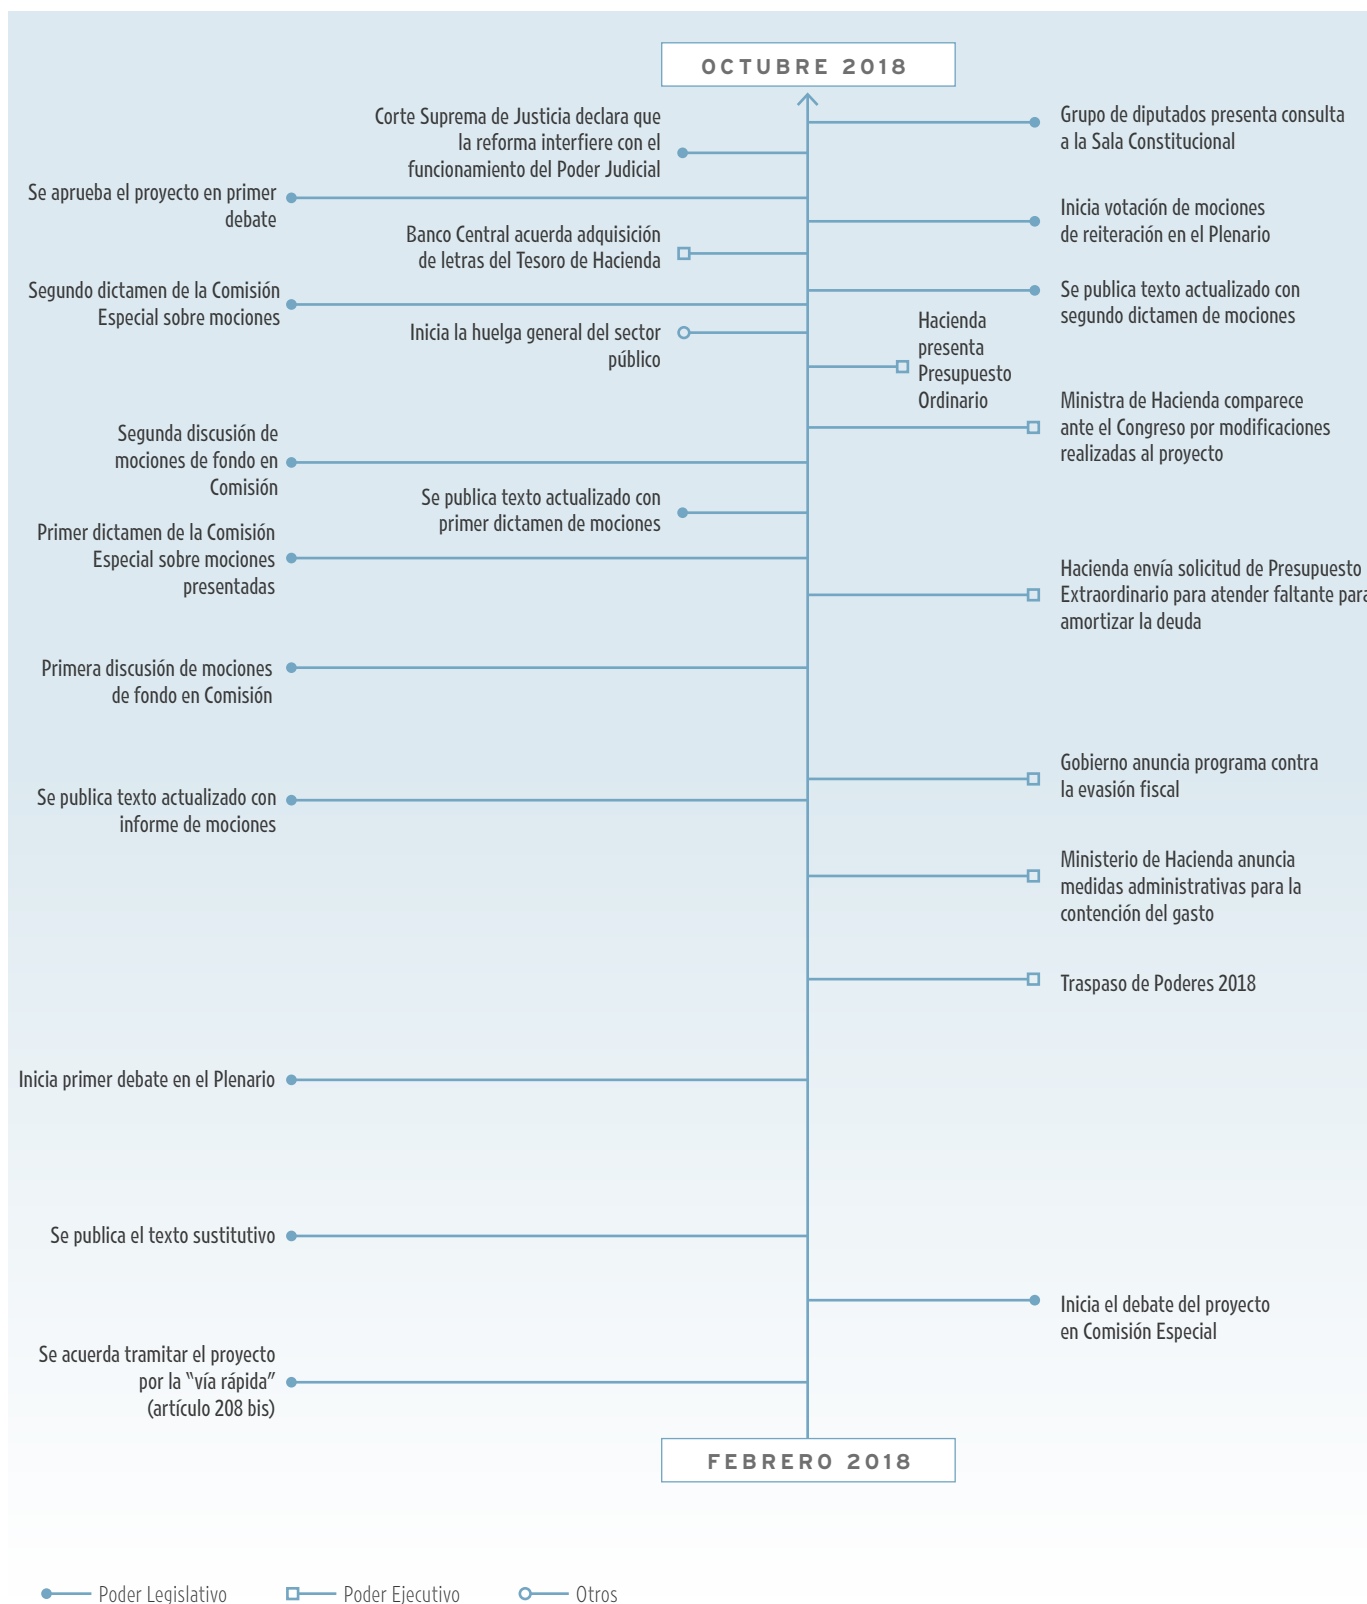 OCTUBRE 2018
Corte Suprema de Justicia declara que
la reforma interfiere con el
funcionamiento del Poder Judicial
Grupo de diputados presenta consulta
a la Sala Constitucional
Se aprueba el proyecto en primer
debate
Inicia votación de mociones
de reiteración en el Plenario
Banco Central acuerda adquisición
de letras del Tesoro de Hacienda
Segundo dictamen de la Comisión
Especial sobre mociones
Se publica texto actualizado con
segundo dictamen de mociones
Inicia la huelga general del sector
público
Hacienda
presenta
Presupuesto
Ordinario
Ministra de Hacienda comparece
ante el Congreso por modificaciones
realizadas al proyecto
Segunda discusión de
mociones de fondo en
Comisión
Se publica texto actualizado con
primer dictamen de mociones
Primer dictamen de la Comisión
Especial sobre mociones
presentadas
Hacienda envía solicitud de Presupuesto
Extraordinario para atender faltante para
amortizar la deuda
Primera discusión de mociones
de fondo en Comisión
Gobierno anuncia programa contra
la evasión fiscal
Se publica texto actualizado con
informe de mociones
Ministerio de Hacienda anuncia
medidas administrativas para la
contención del gasto
Traspaso de Poderes 2018
Inicia primer debate en el Plenario
Se publica el texto sustitutivo
Inicia el debate del proyecto
en Comisión Especial
Se acuerda tramitar el proyecto
por la “vía rápida”
(artículo 208 bis)
FEBRERO 2018
Poder Legislativo
Poder Ejecutivo
Otros